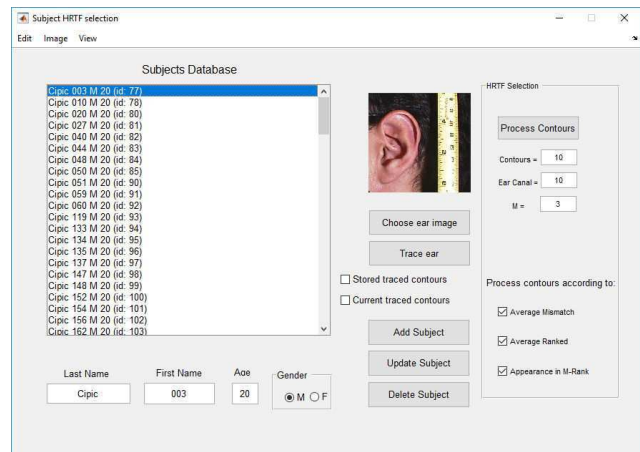 Subject HRTF selection
Edit Image View
Subjects Database
Cipic 003 M 20 (id: 77)
Cipic 010 M 20 (id: 78)
Cipic 020 M 20 (id: 80)
Cipic 027 M 20 (id: 81)
Cipic 040 M 20 (id: 82)
Cipic 044 M 20 (id: 83)
Cipic 048 M 20 (id: 84)
Cipic 050 M 20 (id: 85)
Cipic 051 M 20 (id: 90)
Cipic 059 M 20 (id: 91)
Cipic 060 M 20 (id: 92)
Cipic 119 M 20 (id: 93)
Cipic 133 M 20 (id: 94)
Cipic 134 M 20 (id: 95)
Cipic 135 M 20 (id: 96)
Cipic 137 M 20 (id: 97)
Cipic 147 M 20 (id: 98)
Cipic 148 M 20 (id: 99)
Cipic 152 M 20 (id: 100)
Cipic 154 M 20 (id: 101)
Cipic 156 M 20 (id: 102)
Cipic 162 M 20 (id: 103)
Last Name First Name Age Gender
Cipic 003 20 M F
Choose ear image
Trace ear
Stored traced contours
Current traced contours
Add Subject
Update Subject
Delete Subject
HRTF Selection
Process Contours
Contours = 10
Ear Canal = 10
M = 3
Process contours according to:
Average Mismatch
Average Ranked
Appearance in M-Rank